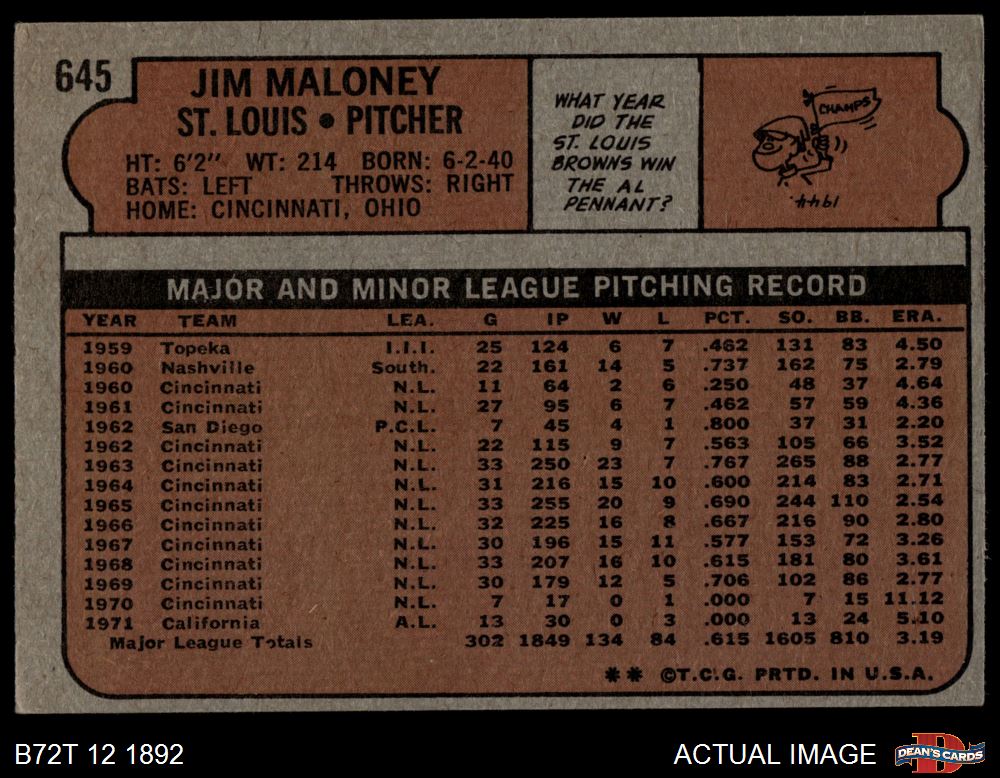 645
JIM MALONEY
ST. LOUIS • PITCHER
HT: 6'2" WT: 214 BORN: 6-2-40
BATS: LEFT THROWS: RIGHT
HOME: CINCINNATI, OHIO
WHAT YEAR
DID THE
ST. LOUIS
BROWNS WIN
THE AL
PENNANT?
CHAMPS
1944
MAJOR AND MINOR LEAGUE PITCHING RECORD
YEAR TEAM LEA. G IP W L PCT. SO. BB. ERA.
1959 Topeka I.I.I. 25 124 6 7 .462 131 83 4.50
1960 Nashville South. 22 161 14 5 .737 162 75 2.79
1960 Cincinnati N.L. 11 64 2 6 .250 48 37 4.64
1961 Cincinnati N.L. 27 95 6 7 .462 57 59 4.36
1962 San Diego P.C.L. 7 45 4 1 .800 37 31 2.20
1962 Cincinnati N.L. 22 115 9 7 .563 105 66 3.52
1963 Cincinnati N.L. 33 250 23 7 .767 265 88 2.77
1964 Cincinnati N.L. 31 216 15 10 .600 214 83 2.71
1965 Cincinnati N.L. 33 255 20 9 .690 244 110 2.54
1966 Cincinnati N.L. 32 225 16 8 .667 216 90 2.80
1967 Cincinnati N.L. 30 196 15 11 .577 153 72 3.26
1968 Cincinnati N.L. 33 207 16 10 .615 181 80 3.61
1969 Cincinnati N.L. 30 179 12 5 .706 102 86 2.77
1970 Cincinnati N.L. 7 17 0 1 .000 7 15 11.12
1971 California A.L. 13 30 0 3 .000 13 24 5.10
Major League Totals 302 1849 134 84 .615 1605 810 3.19
** ©T.C.G. PRTD. IN U.S.A.
B72T 12 1892
ACTUAL IMAGE
DEAN'S CARDS